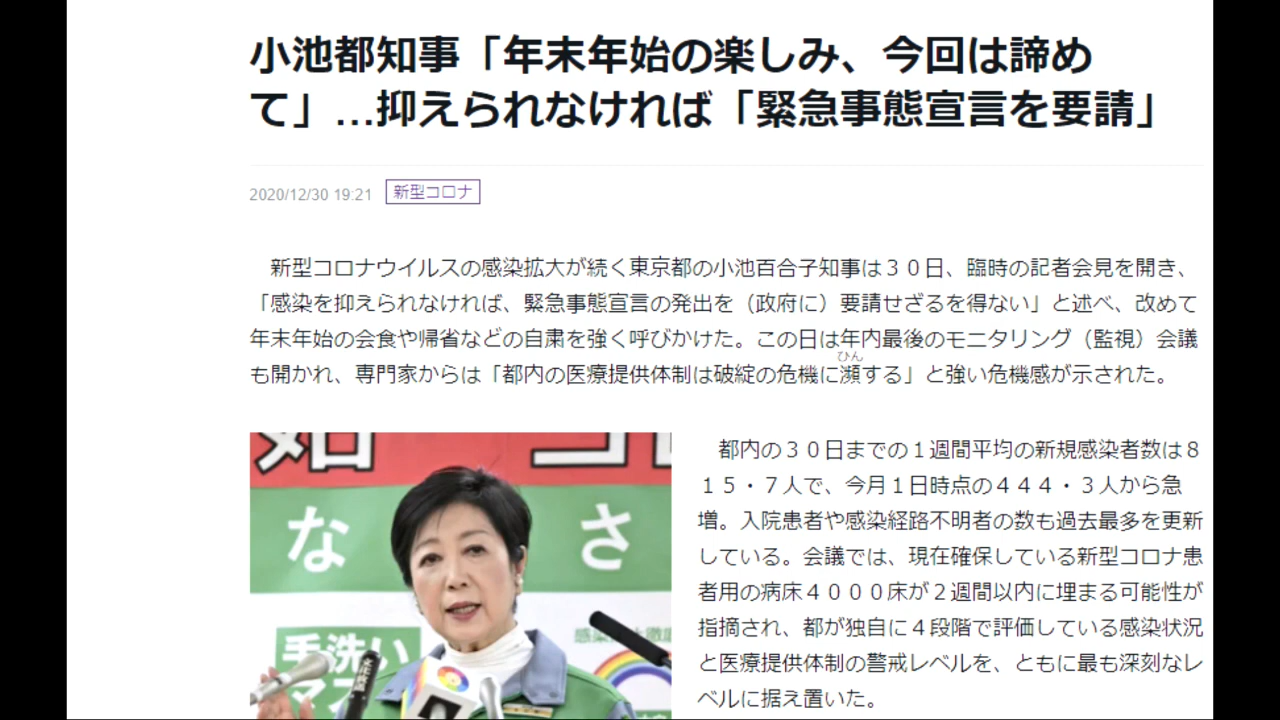 小池都知事「年末年始の楽しみ、今回は諦め
て」…抑えられなければ「緊急事態宣言を要請」
2020/12/30 19:21 新型コロナ
新型コロナウイルスの感染拡大が続く東京都の小池百合子知事は３０日、臨時の記者会見を開き、
「感染を抑えられなければ、緊急事態宣言の発出を（政府に）要請せざるを得ない」と述べ、改めて
年末年始の会食や帰省などの自粛を強く呼びかけた。この日は年内最後のモニタリング（監視）会議
ひん
も開かれ、専門家からは「都内の医療提供体制は破綻の危機に瀕する」と強い危機感が示された。
都内の３０日までの１週間平均の新規感染者数は８
１５・７人で、今月１日時点の４４４・３人から急
増。入院患者や感染経路不明者の数も過去最多を更新
している。会議では、現在確保している新型コロナ患
者用の病床４０００床が２週間以内に埋まる可能性が
指摘され、都が独自に４段階で評価している感染状況
と医療提供体制の警戒レベルを、ともに最も深刻なレ
ベルに据え置いた。
な さ
手洗い
マス